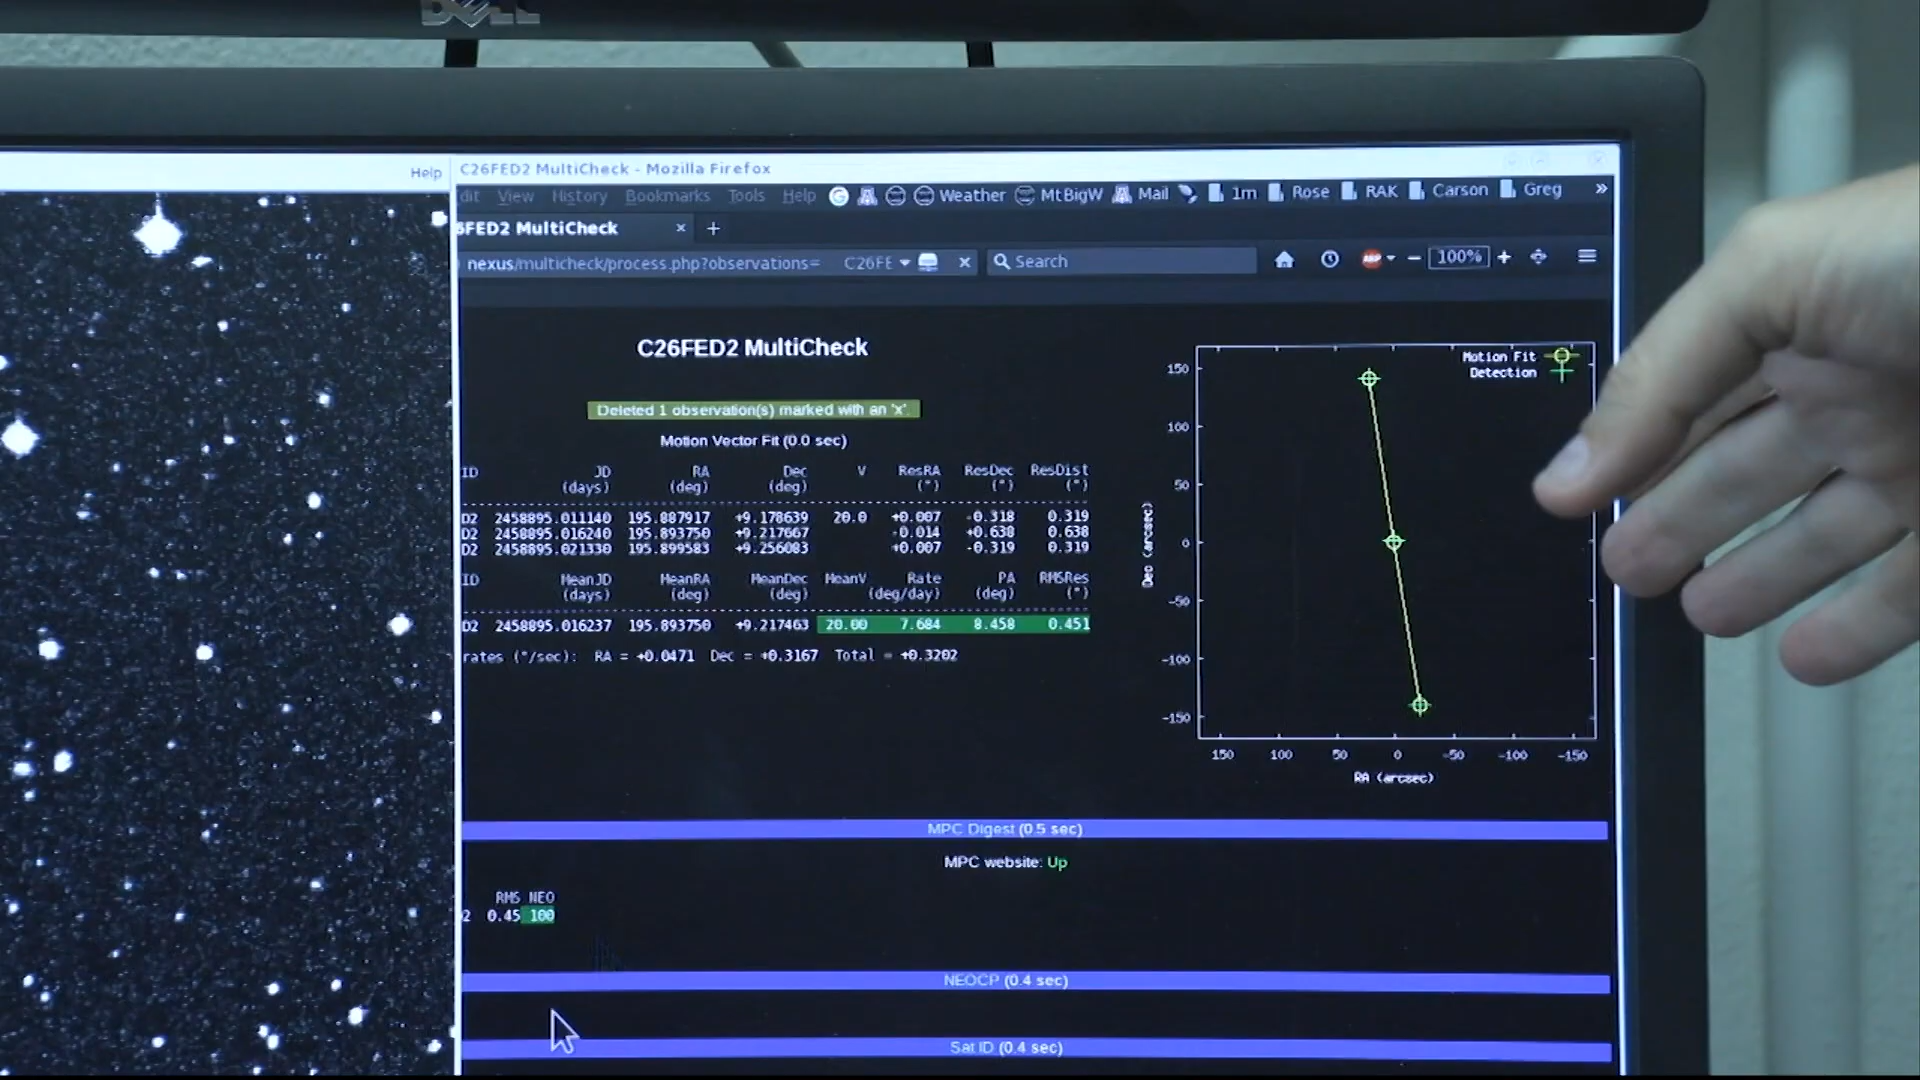 DELL
Help
C26FED2 MultiCheck - Mozilla Firefox
dit View History Bookmarks Tools Help Weather MtBigW Mail 1m Rose RAK Carson Greg »
6FED2 MultiCheck × +
nexus/multicheck/process.php?observations= C26FE Search ABP 100%
C26FED2 MultiCheck
Deleted 1 observation(s) marked with an 'x'.
Motion Vector Fit (0.0 sec)
ID JD RA Dec V ResRA ResDec ResDist
(days) (deg) (deg) (") (") (")
D2 2458895.011140 195.887917 +9.178639 20.0 +0.007 -0.318 0.319
D2 2458895.016240 195.893750 +9.217667 -0.014 +0.638 0.638
D2 2458895.021330 195.899583 +9.256083 +0.007 -0.319 0.319
ID MeanJD MeanRA MeanDec MeanV Rate PA RMSRes
(days) (deg) (deg) (deg/day) (deg) (")
D2 2458895.016237 195.893750 +9.217463 20.00 7.684 8.458 0.451
rates ("/sec): RA = +0.0471 Dec = +0.3167 Total = +0.3202
Motion Fit
Detection
150
100
50
0
-50
-100
-150
Dec (arcsec)
150 100 50 0 -50 -100 -150
RA (arcsec)
MPC Digest (0.5 sec)
MPC website: Up
RMS NEO
2 0.45 100
NEOCP (0.4 sec)
Sat ID (0.4 sec)